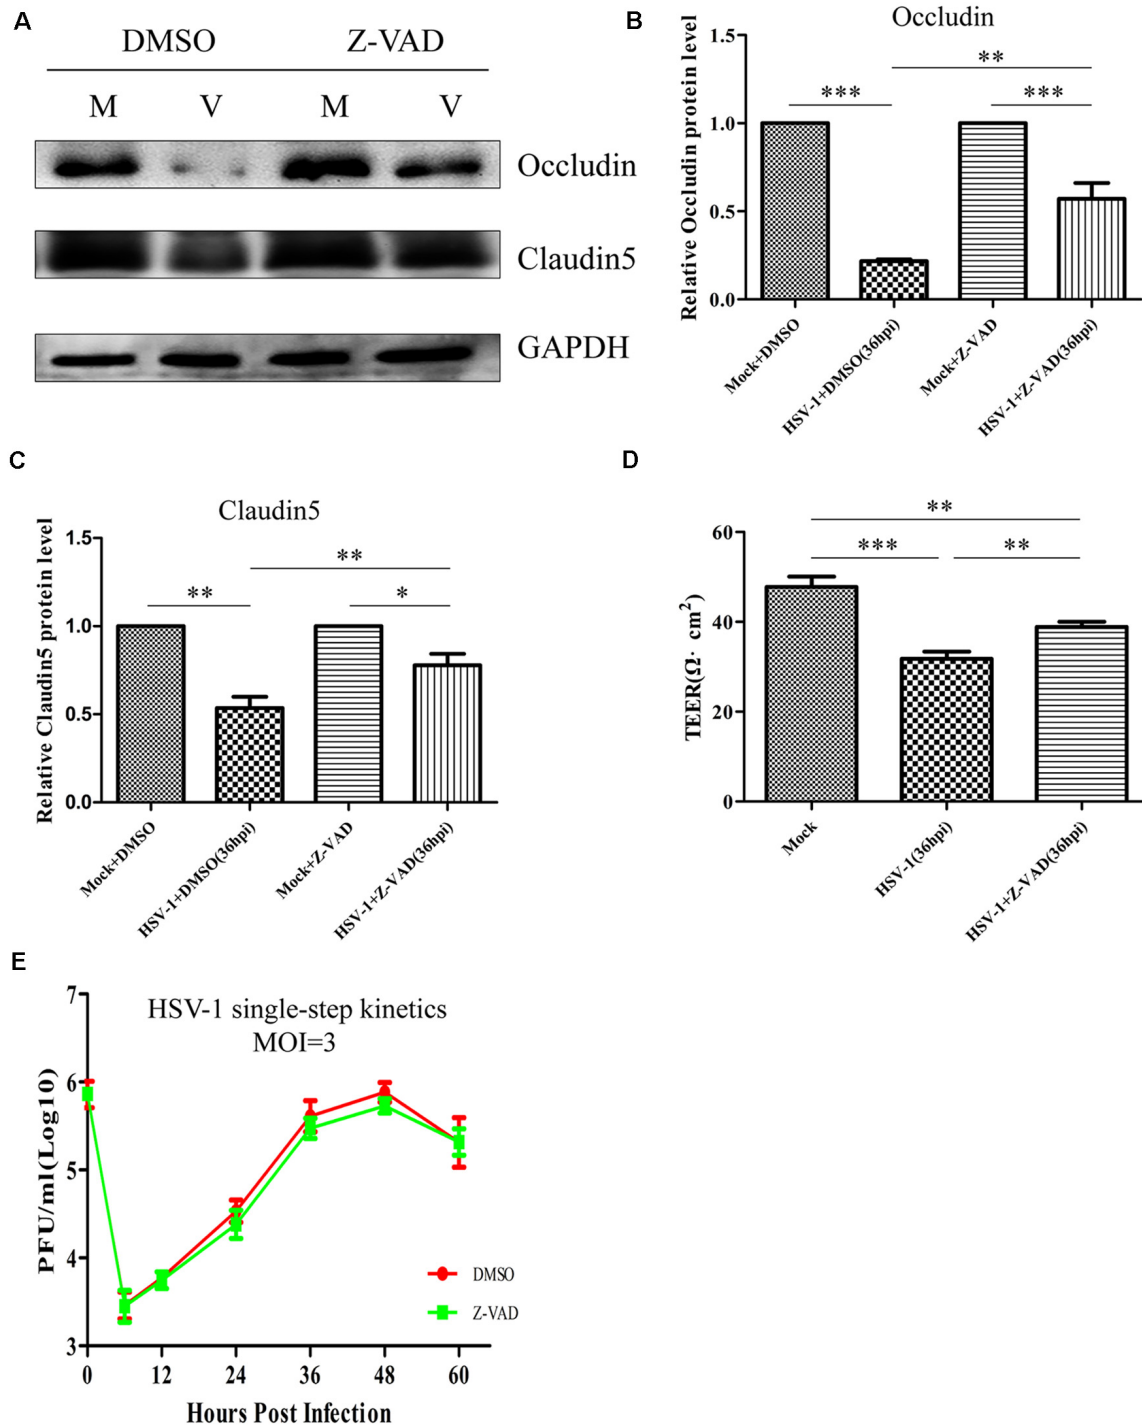 A
DMSO Z-VAD
M V M V
Occludin
Claudin5
GAPDH
B
Occludin
Relative Occludin protein level
1.5
1.0
0.5
0.0
***
**
***
Mock+DMSO
HSV-1+DMSO(36hpi)
Mock+Z-VAD
HSV-1+Z-VAD(36hpi)
C
Claudin5
Relative Claudin5 protein level
1.5
1.0
0.5
0.0
**
**
*
Mock+DMSO
HSV-1+DMSO(36hpi)
Mock+Z-VAD
HSV-1+Z-VAD(36hpi)
D
TEER(Ω· cm²)
60
40
20
0
**
***
**
Mock
HSV-1(36hpi)
HSV-1+Z-VAD(36hpi)
E
HSV-1 single-step kinetics
MOI=3
PFU/ml(Log10)
7
6
5
4
3
DMSO
Z-VAD
0 12 24 36 48 60
Hours Post Infection